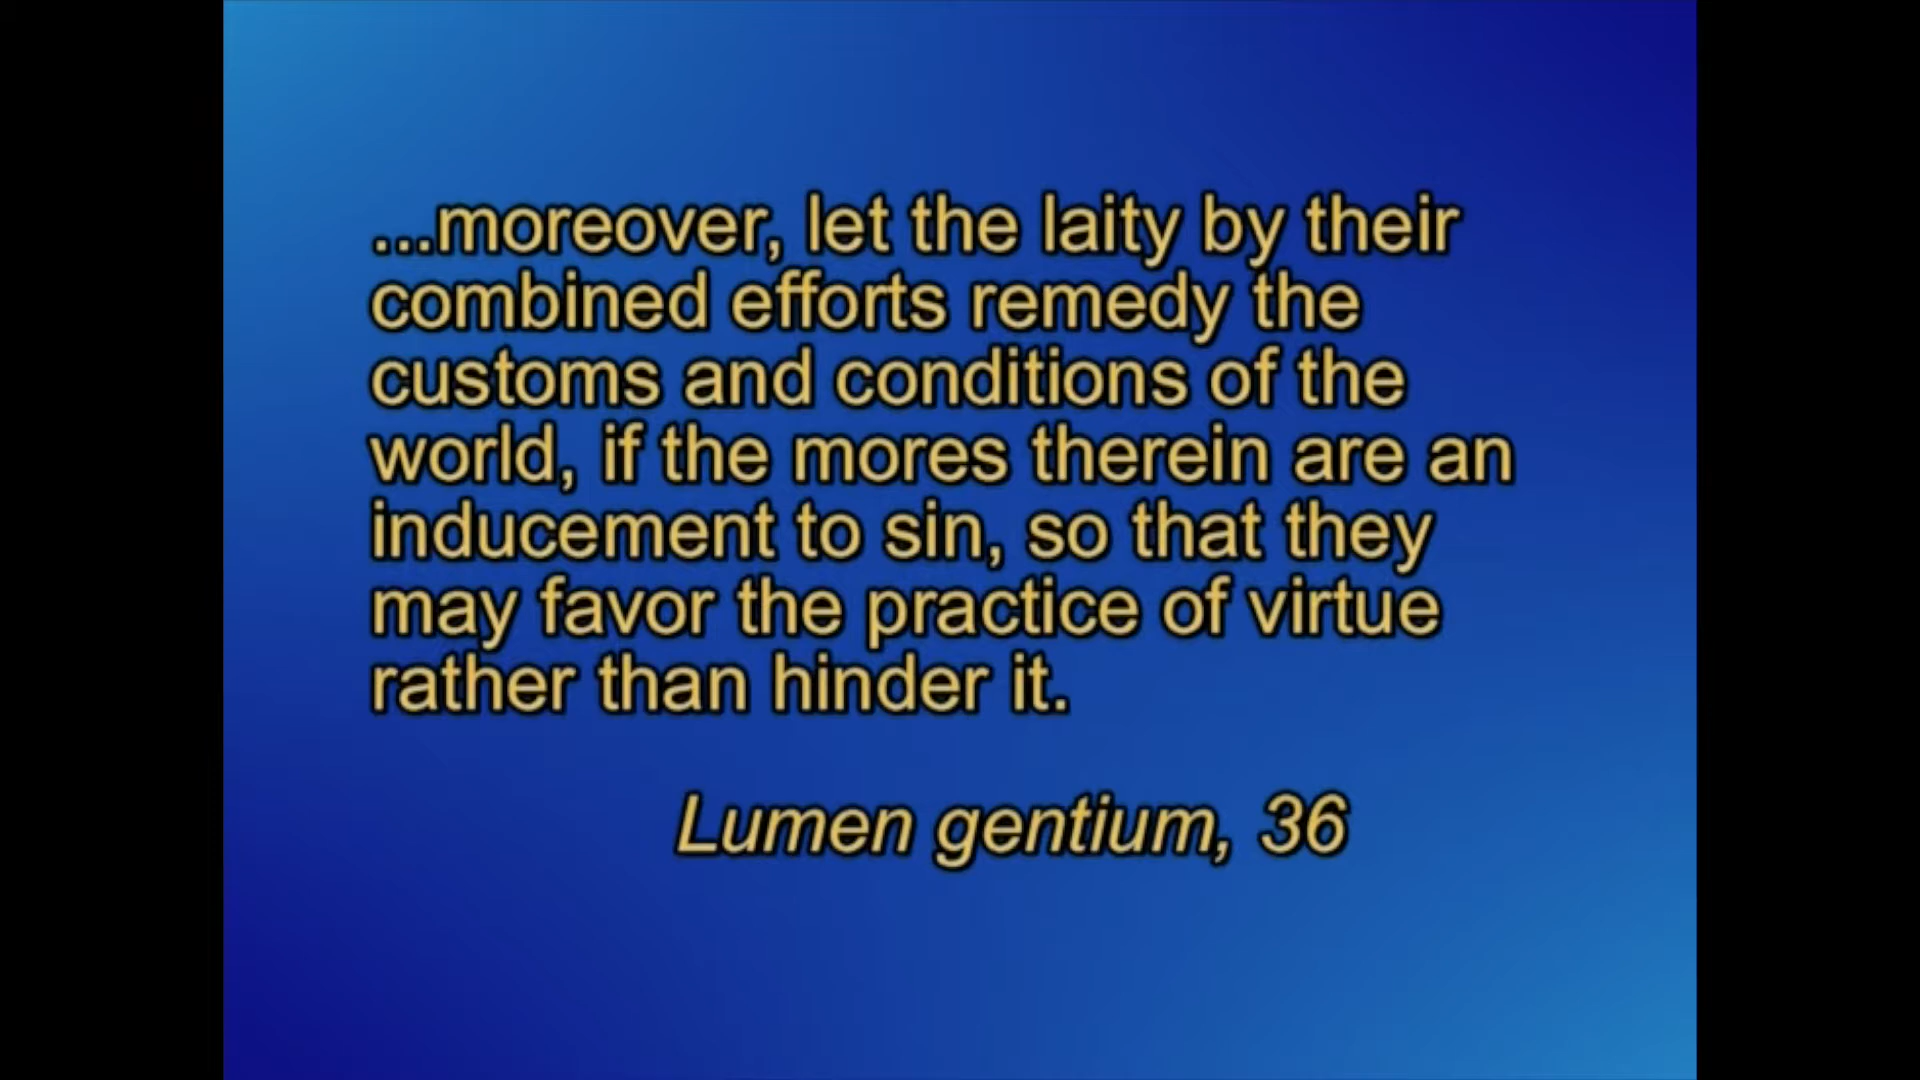 ...moreover, let the laity by their
combined efforts remedy the
customs and conditions of the
world, if the mores therein are an
inducement to sin, so that they
may favor the practice of virtue
rather than hinder it.
Lumen gentium, 36